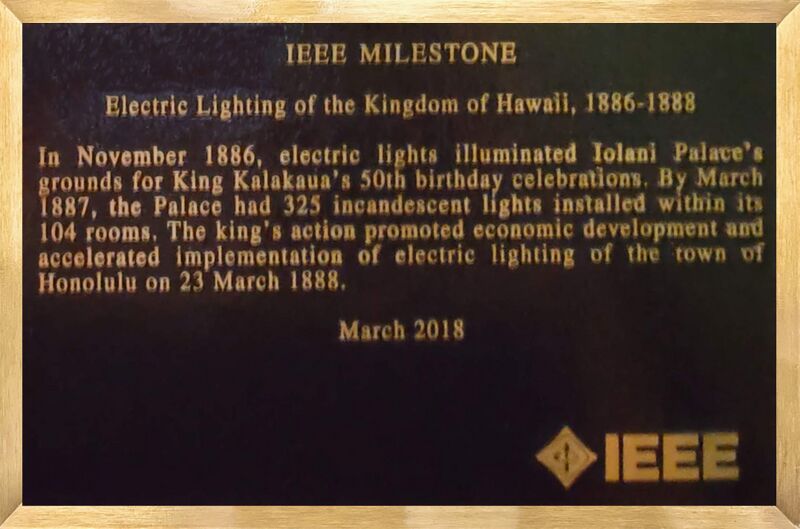 IEEE MILESTONE
Electric Lighting of the Kingdom of Hawaii, 1886-1888
In November 1886, electric lights illuminated Iolani Palace's
grounds for King Kalakaua's 50th birthday celebrations. By March
1887, the Palace had 325 incandescent lights installed within its
104 rooms. The king's action promoted economic development and
accelerated implementation of electric lighting of the town of
Honolulu on 23 March 1888.
March 2018
IEEE